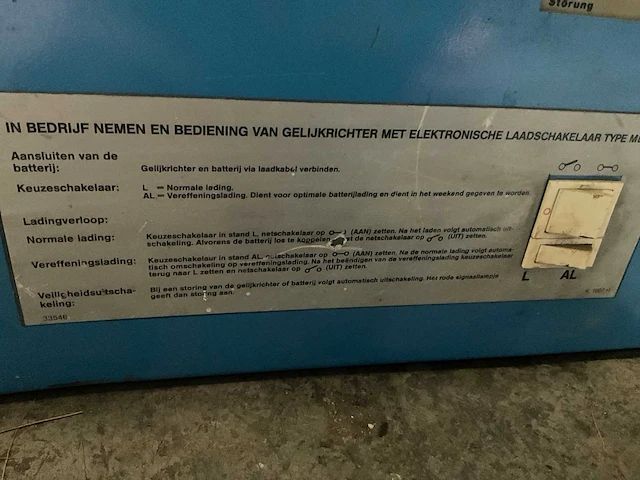 Störung
IN BEDRIJF NEMEN EN BEDIENING VAN GELIJKRICHTER MET ELEKTRONISCHE LAADSCHAKELAAR TYPE
Aansluiten van de
batterij: Gelijkrichter en batterij via laadkabel verbinden.
Keuzeschakelaar: L = Normale lading.
AL = Vereffeningslading. Dient voor optimale batterijlading en dient in het weekend gegeven te worden.
Ladingverloop:
Normale lading: Keuzeschakelaar in stand L, netschakelaar op (AAN) zetten. Na het laden volgt automatisch uit-
schakeling. Alvorens de batterij los te koppelen de netschakelaar op (UIT) zetten.
Vereffeningslading: Keuzeschakelaar in stand AL, netschakelaar op (AAN) zetten. Na de normale lading volgt automa-
tisch omschakeling op vereffeningslading. Na het beëindigen van de vereffeningslading keuzeschakelaar
terug naar L zetten en netschakelaar op (UIT) zetten.
Veiligheidsuitscha-
keling: Bij een storing van de gelijkrichter of batterij volgt automatisch uitschakeling. Het rode signaallampje
geeft dan storing aan.
L AL
33546